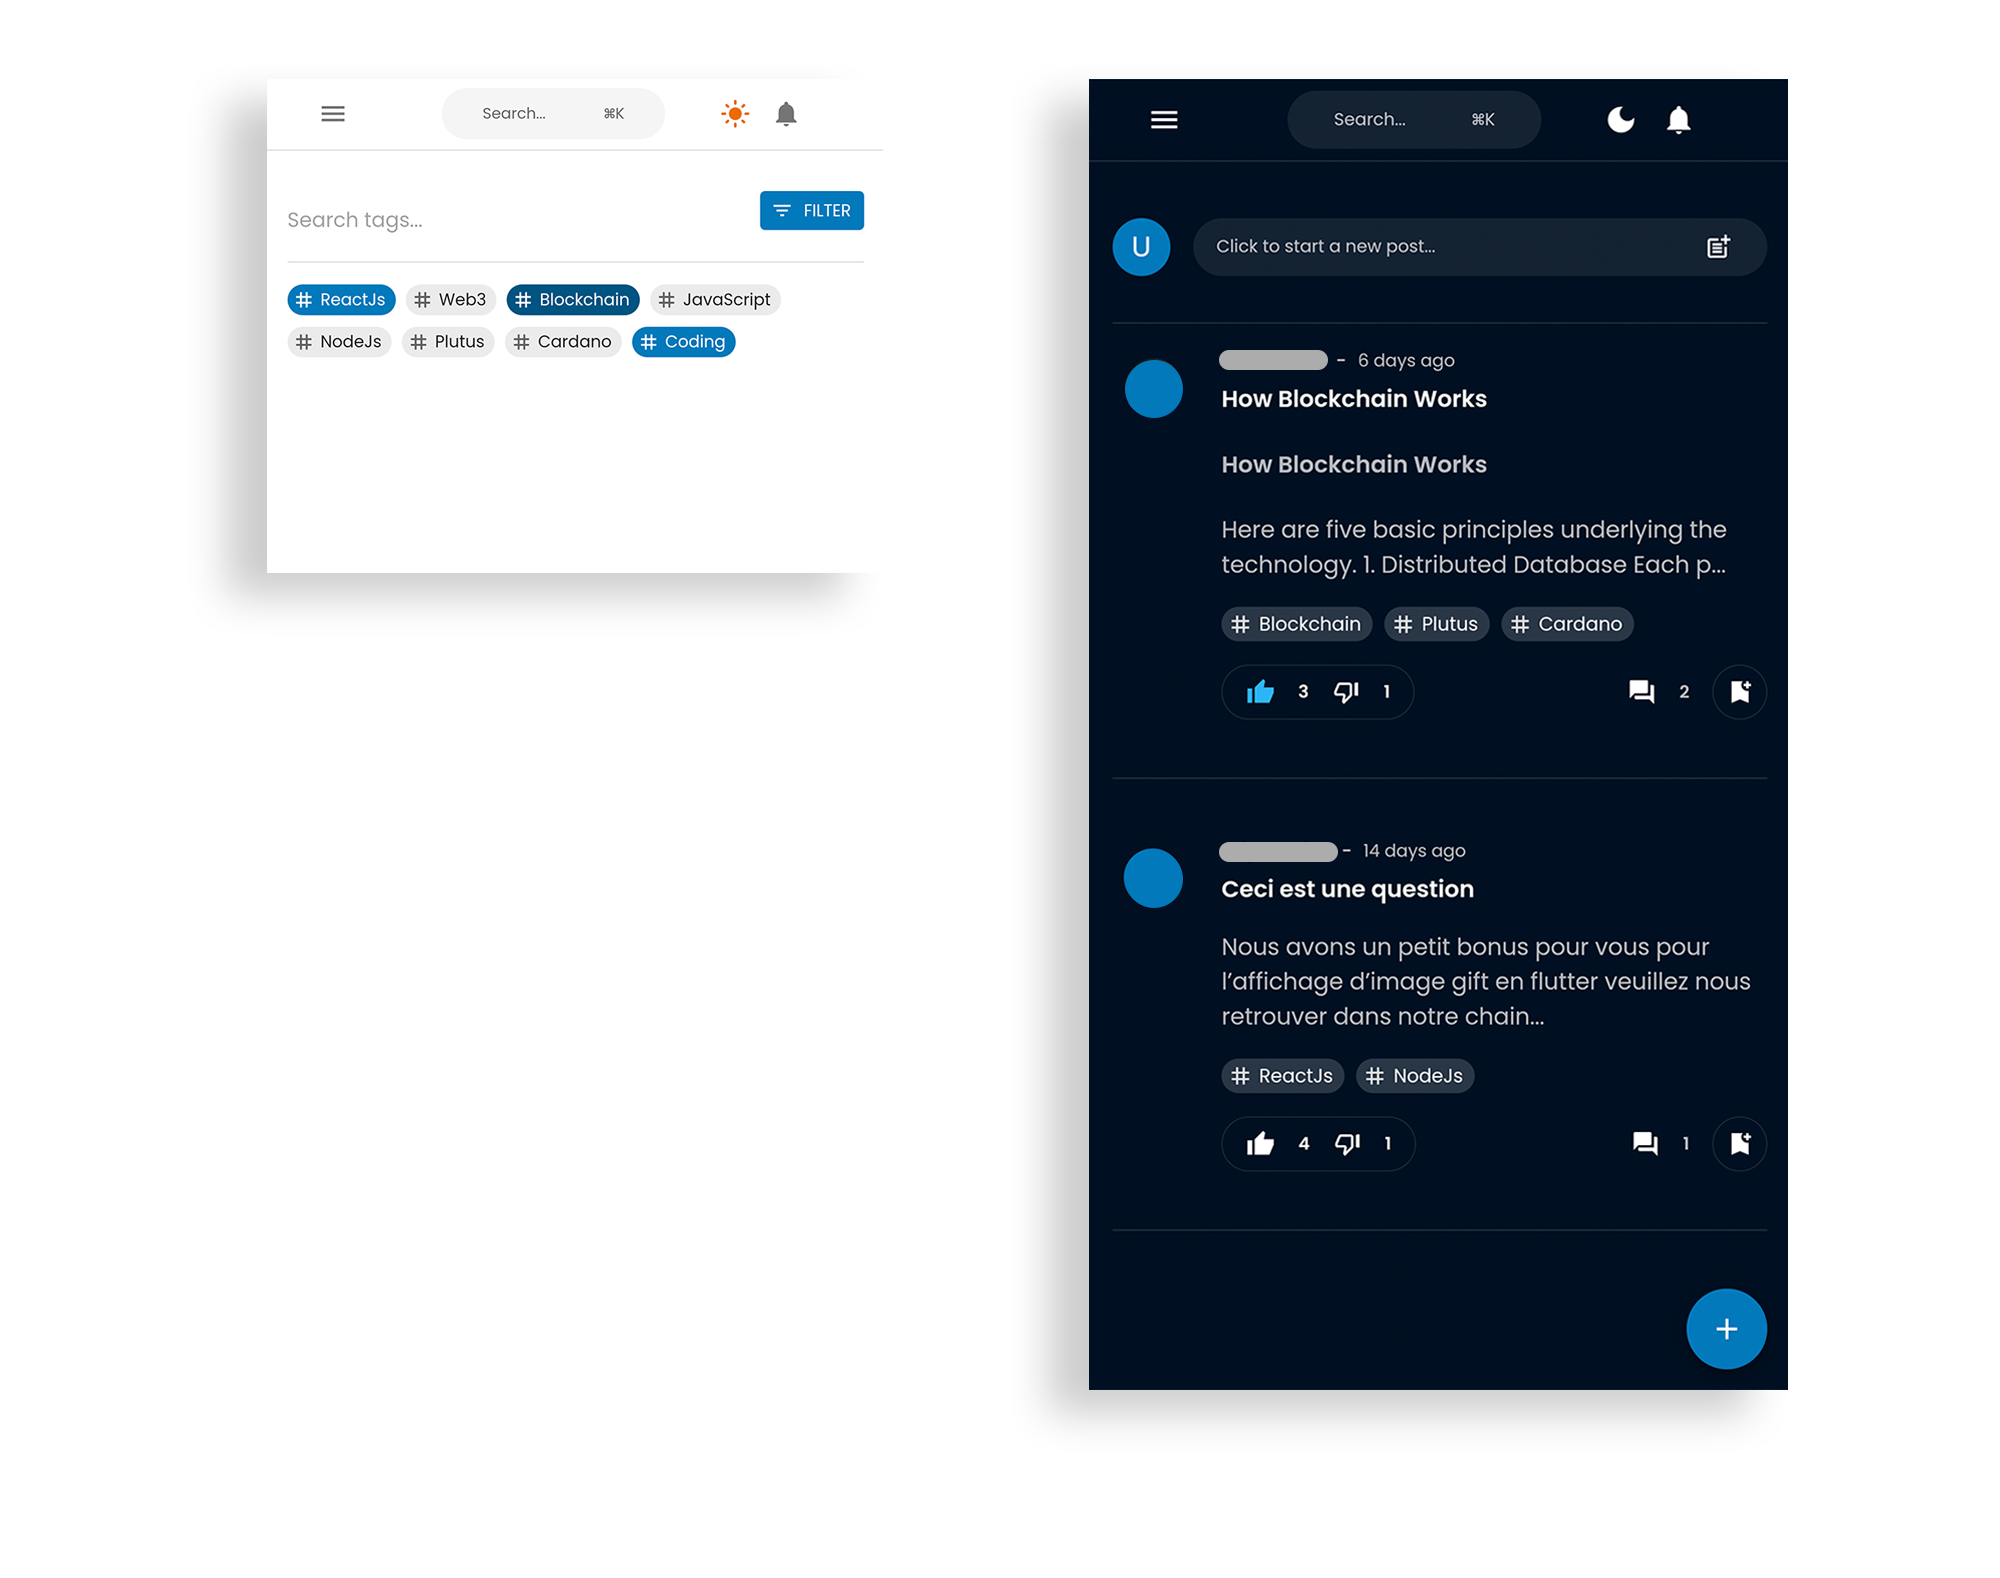 Search... ⌘K
Search tags...
FILTER
# ReactJs # Web3 # Blockchain # JavaScript
# NodeJs # Plutus # Cardano # Coding
Search... ⌘K
U
Click to start a new post...
- 6 days ago
How Blockchain Works
How Blockchain Works
Here are five basic principles underlying the
technology. 1. Distributed Database Each p...
# Blockchain # Plutus # Cardano
3 1 2
- 14 days ago
Ceci est une question
Nous avons un petit bonus pour vous pour
l’affichage d’image gift en flutter veuillez nous
retrouver dans notre chain...
# ReactJs # NodeJs
4 1 1